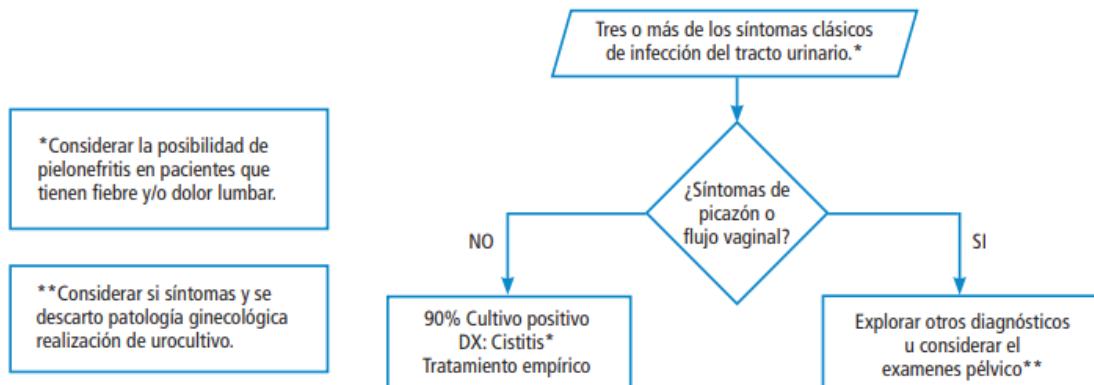 Tres o más de los síntomas clásicos
de infección del tracto urinario.*
*Considerar la posibilidad de
pielonefritis en pacientes que
tienen fiebre y/o dolor lumbar.
¿Síntomas de
picazón o
flujo vaginal?
NO
SI
**Considerar si síntomas y se
descarto patología ginecológica
realización de urocultivo.
90% Cultivo positivo
DX: Cistitis*
Tratamiento empírico
Explorar otros diagnósticos
u considerar el
examenes pélvico**